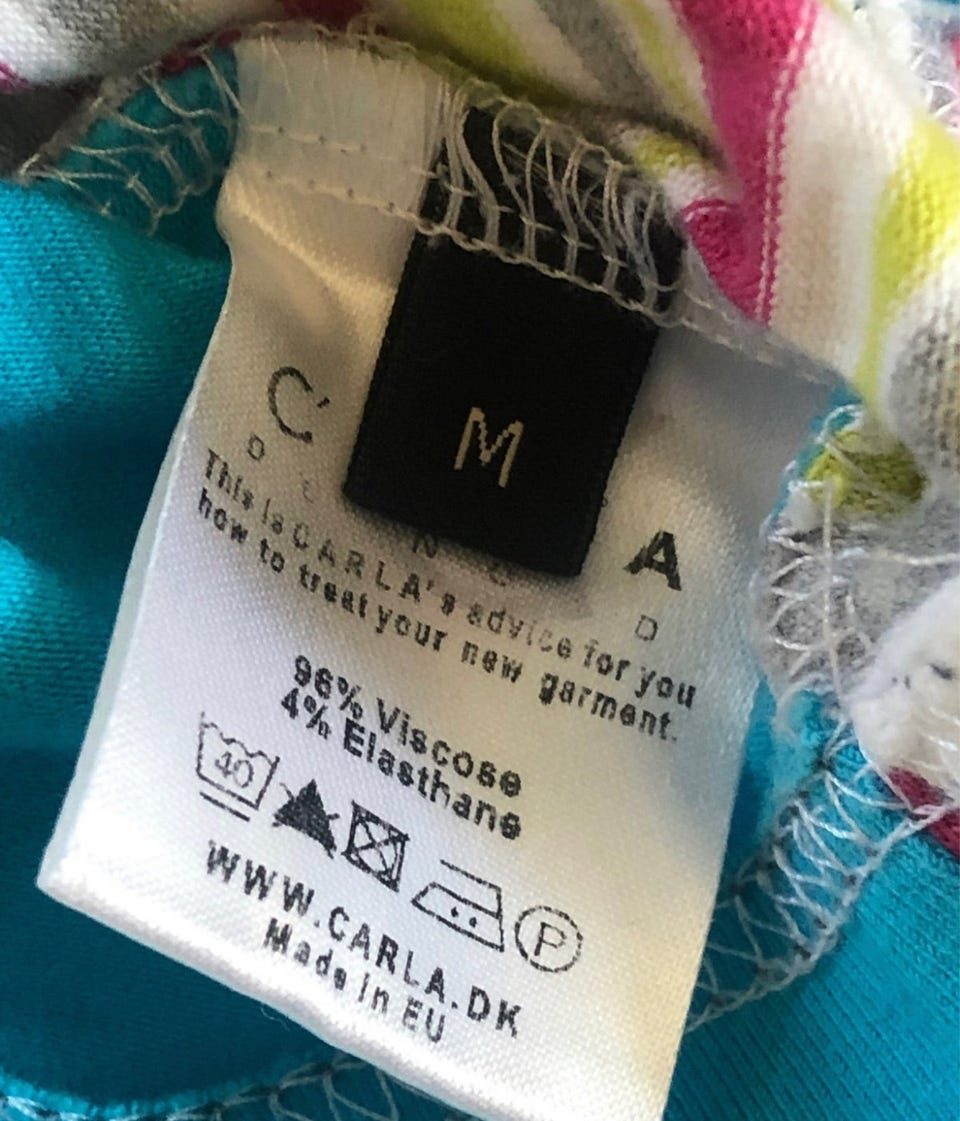 M
C A
D E N D
This is CARLA's advice for you
how to treat your new garment.
96% Viscose
4% Elasthane
40 P
WWW.CARLA.DK
Made in EU